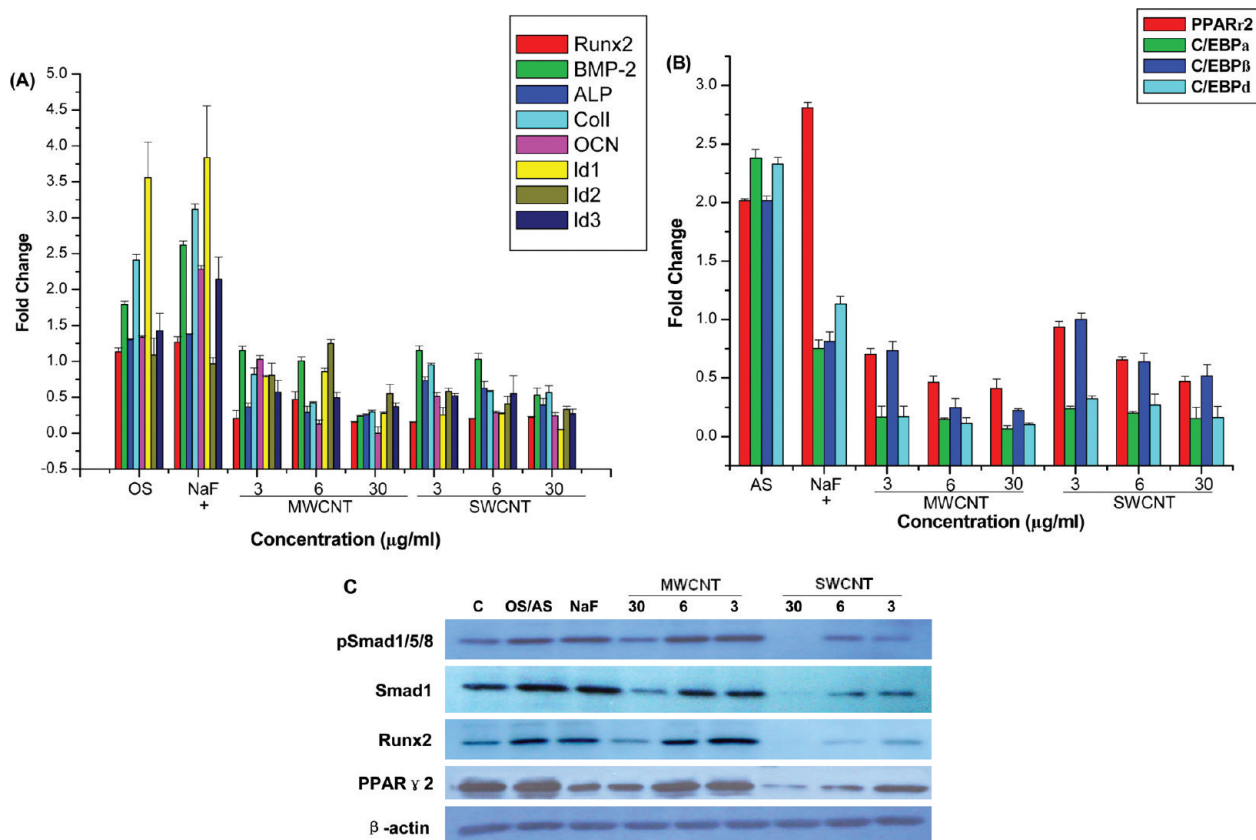 (A)
Runx2
BMP-2
ALP
ColI
OCN
Id1
Id2
Id3
5.0
4.5
4.0
3.5
3.0
2.5
2.0
1.5
1.0
0.5
0.0
-0.5
Fold Change
OS NaF + 3 6 30 3 6 30
MWCNT SWCNT
Concentration (µg/ml)
(B)
PPARr2
C/EBPa
C/EBPß
C/EBPd
3.0
2.5
2.0
1.5
1.0
0.5
0.0
Fold Change
AS NaF + 3 6 30 3 6 30
MWCNT SWCNT
Concentration (µg/ml)
C
MWCNT SWCNT
C OS/AS NaF 30 6 3 30 6 3
pSmad1/5/8
Smad1
Runx2
PPAR γ 2
β -actin